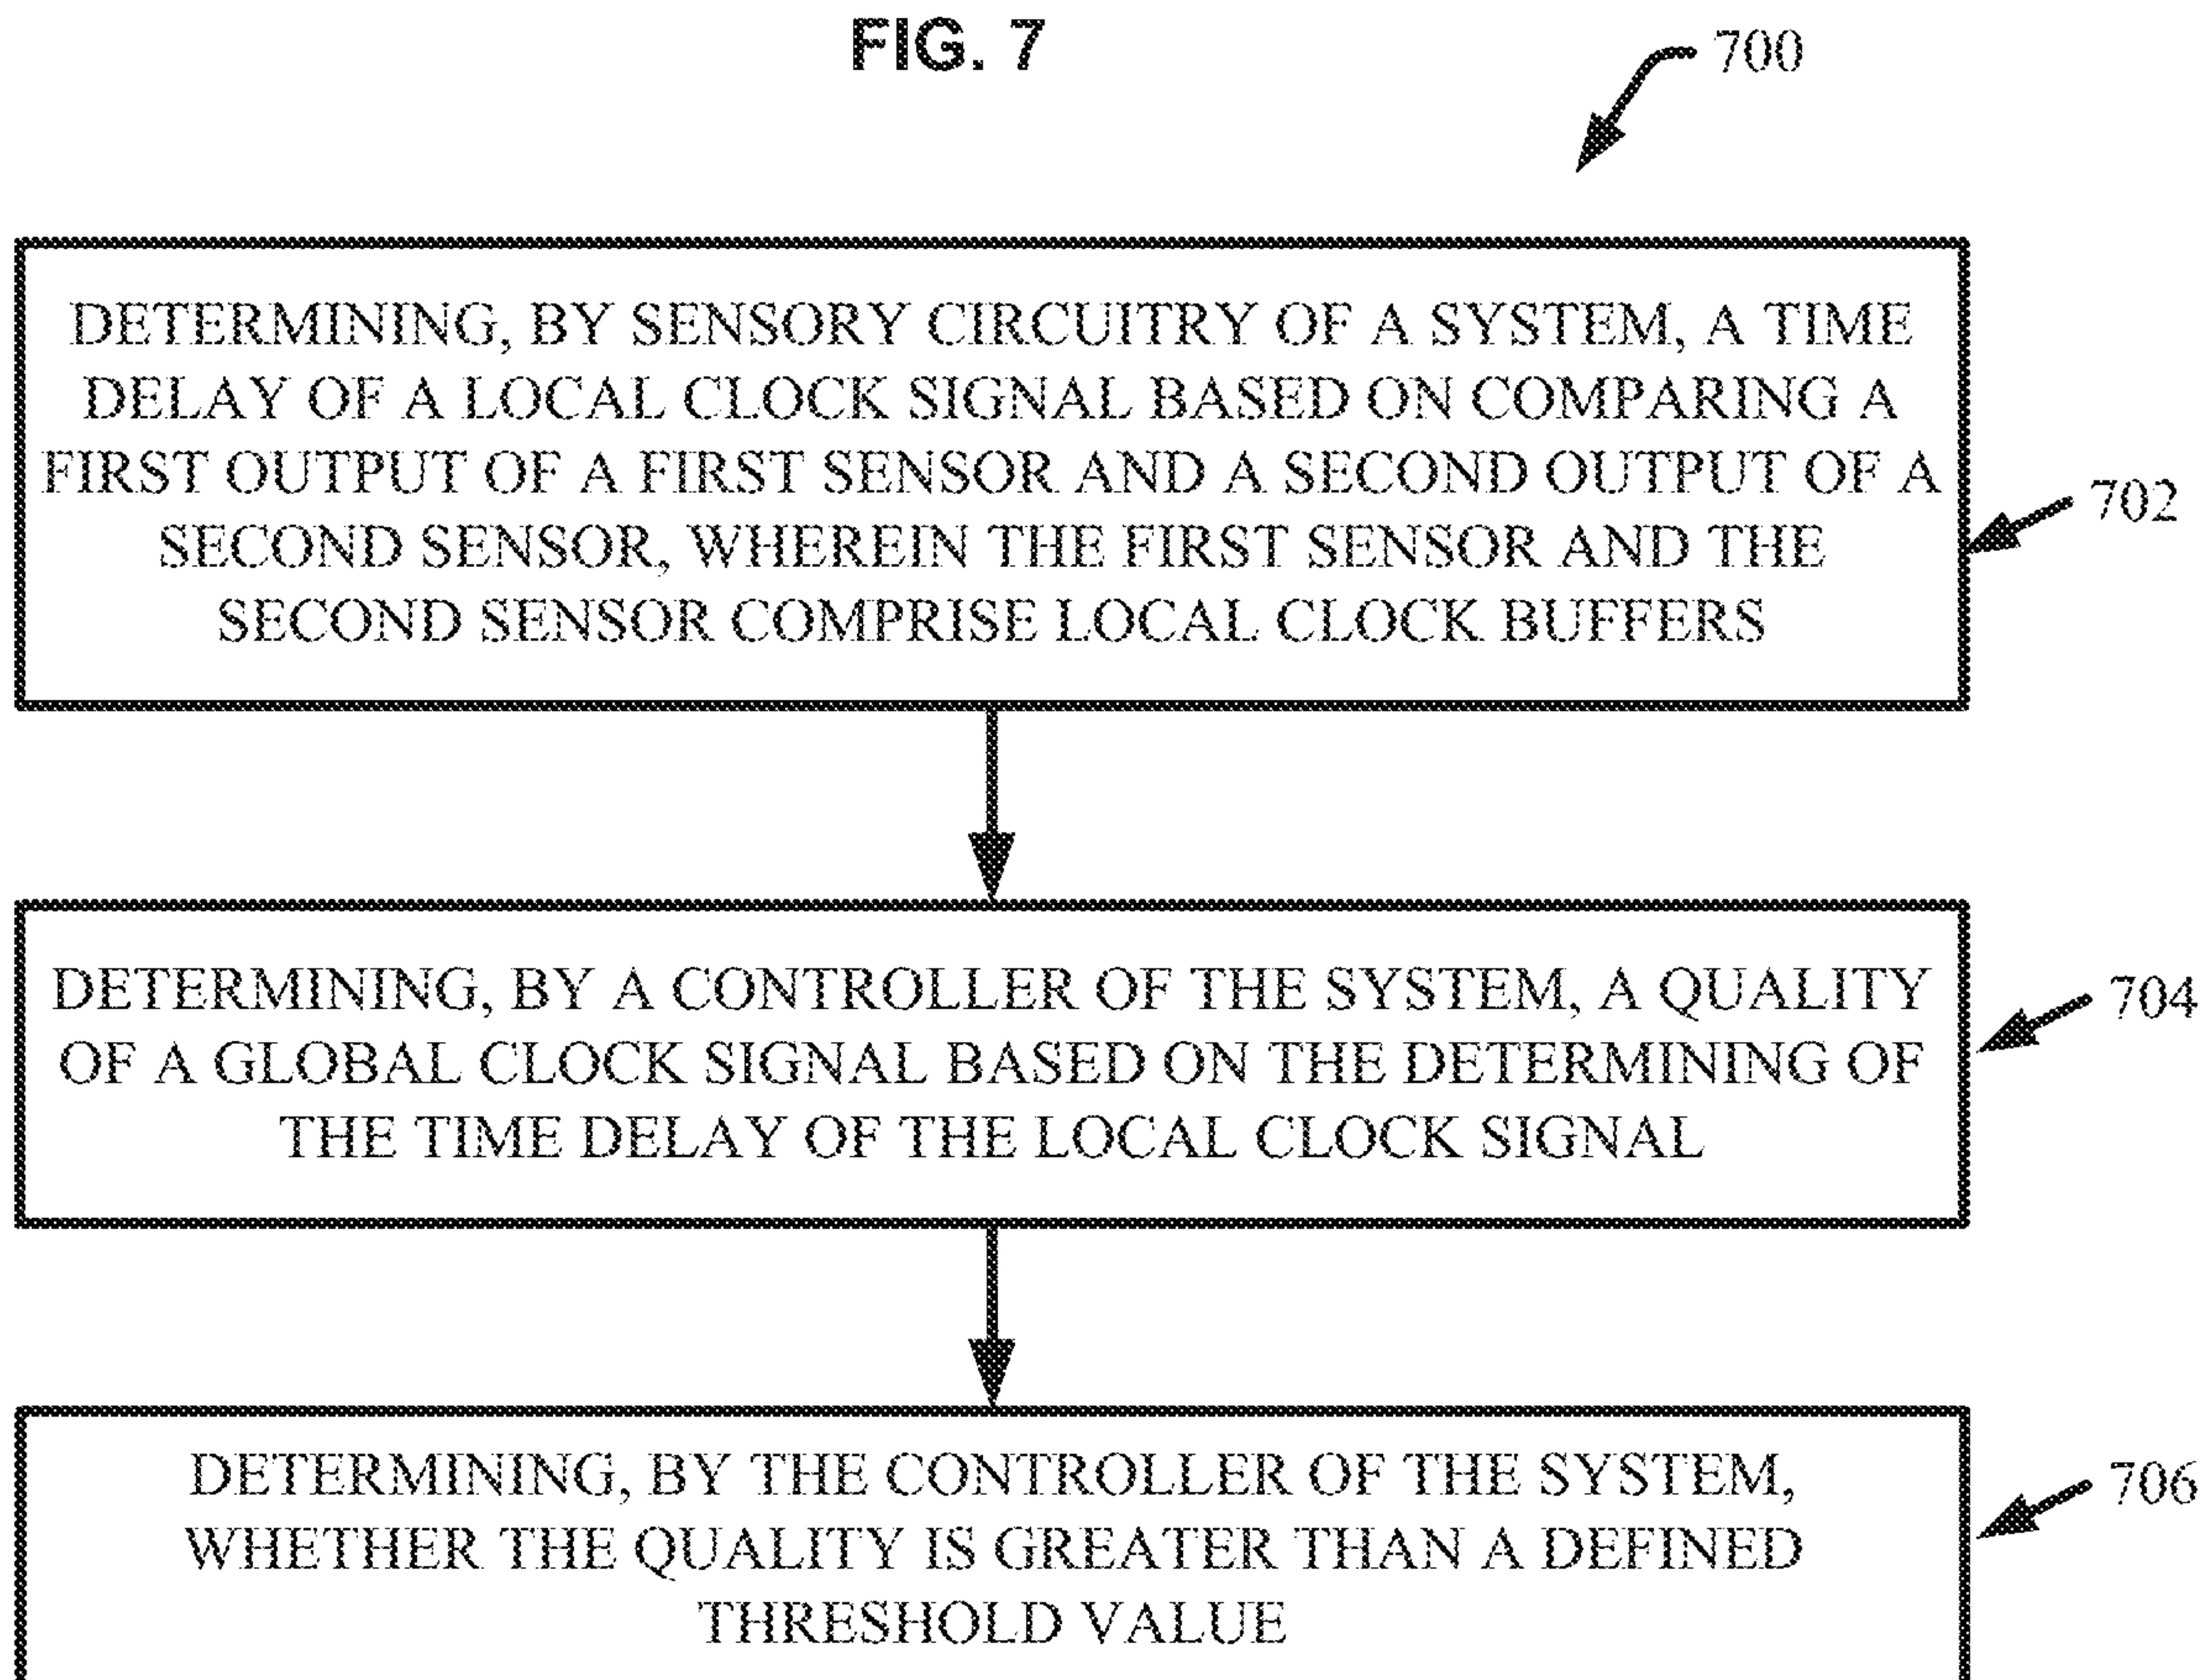 FIG. 7
700
DETERMINING, BY SENSORY CIRCUITRY OF A SYSTEM, A TIME
DELAY OF A LOCAL CLOCK SIGNAL BASED ON COMPARING A
FIRST OUTPUT OF A FIRST SENSOR AND A SECOND OUTPUT OF A
SECOND SENSOR, WHEREIN THE FIRST SENSOR AND THE
SECOND SENSOR COMPRISE LOCAL CLOCK BUFFERS
702
DETERMINING, BY A CONTROLLER OF THE SYSTEM, A QUALITY
OF A GLOBAL CLOCK SIGNAL BASED ON THE DETERMINING OF
THE TIME DELAY OF THE LOCAL CLOCK SIGNAL
704
DETERMINING, BY THE CONTROLLER OF THE SYSTEM,
WHETHER THE QUALITY IS GREATER THAN A DEFINED
THRESHOLD VALUE
706